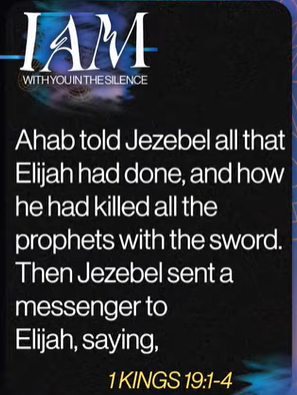 I AM
WITH YOU IN THE SILENCE
Ahab told Jezebel all that
Elijah had done, and how
he had killed all the
prophets with the sword.
Then Jezebel sent a
messenger to
Elijah, saying,
1 KINGS 19:1-4